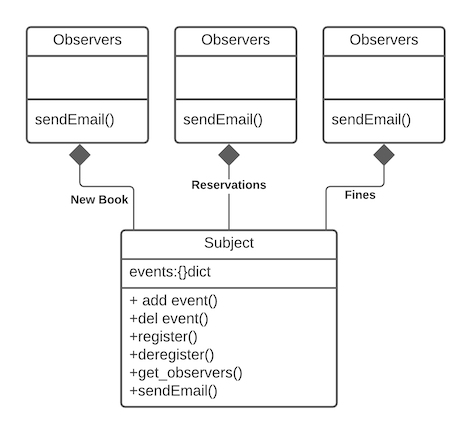 Observers
sendEmail()
Observers
sendEmail()
Observers
sendEmail()
New Book
Reservations
Fines
Subject
events:{}dict
+ add event()
+del event()
+register()
+deregister()
+get_observers()
+sendEmail()